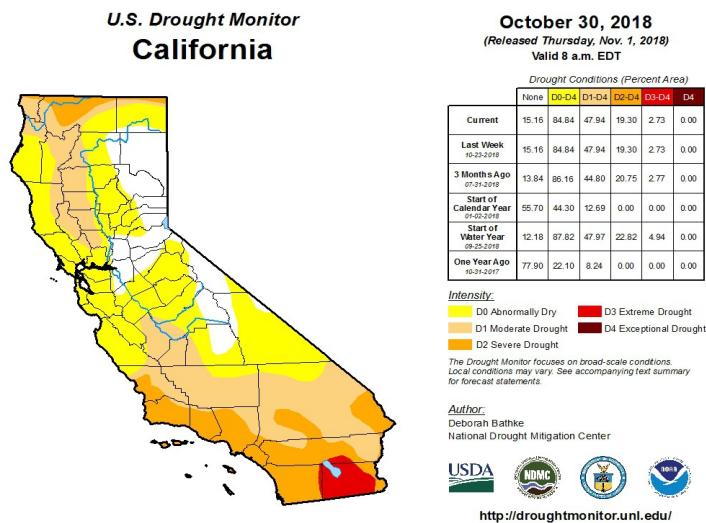 U.S. Drought Monitor
California
October 30, 2018
(Released Thursday, Nov. 1, 2018)
Valid 8 a.m. EDT
Drought Conditions (Percent Area)
None D0-D4 D1-D4 D2-D4 D3-D4 D4
Current 15.16 84.84 47.94 19.30 2.73 0.00
Last Week
10-23-2018
15.16 84.84 47.94 19.30 2.73 0.00
3 Months Ago
07-31-2018
13.84 86.16 44.80 20.75 2.77 0.00
Start of
Calendar Year
01-02-2018
55.70 44.30 12.69 0.00 0.00 0.00
Start of
Water Year
09-25-2018
12.18 87.82 47.97 22.82 4.94 0.00
One Year Ago
10-31-2017
77.90 22.10 8.24 0.00 0.00 0.00
Intensity:
D0 Abnormally Dry
D1 Moderate Drought
D2 Severe Drought
D3 Extreme Drought
D4 Exceptional Drought
The Drought Monitor focuses on broad-scale conditions.
Local conditions may vary. See accompanying text summary
for forecast statements.
Author:
Deborah Bathke
National Drought Mitigation Center
USDA
NDMC
NOAA
http://droughtmonitor.unl.edu/